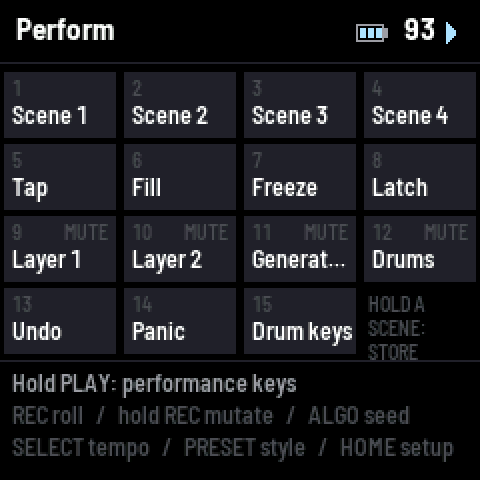 Perform 93
1 2 3 4
Scene 1 Scene 2 Scene 3 Scene 4
5 6 7 8
Tap Fill Freeze Latch
9 MUTE 10 MUTE 11 MUTE 12 MUTE
Layer 1 Layer 2 Generat... Drums
13 14 15 HOLD A
SCENE:
Undo Panic Drum keys
STORE
Hold PLAY: performance keys
REC roll / hold REC mutate / ALGO seed
SELECT tempo / PRESET style / HOME setup